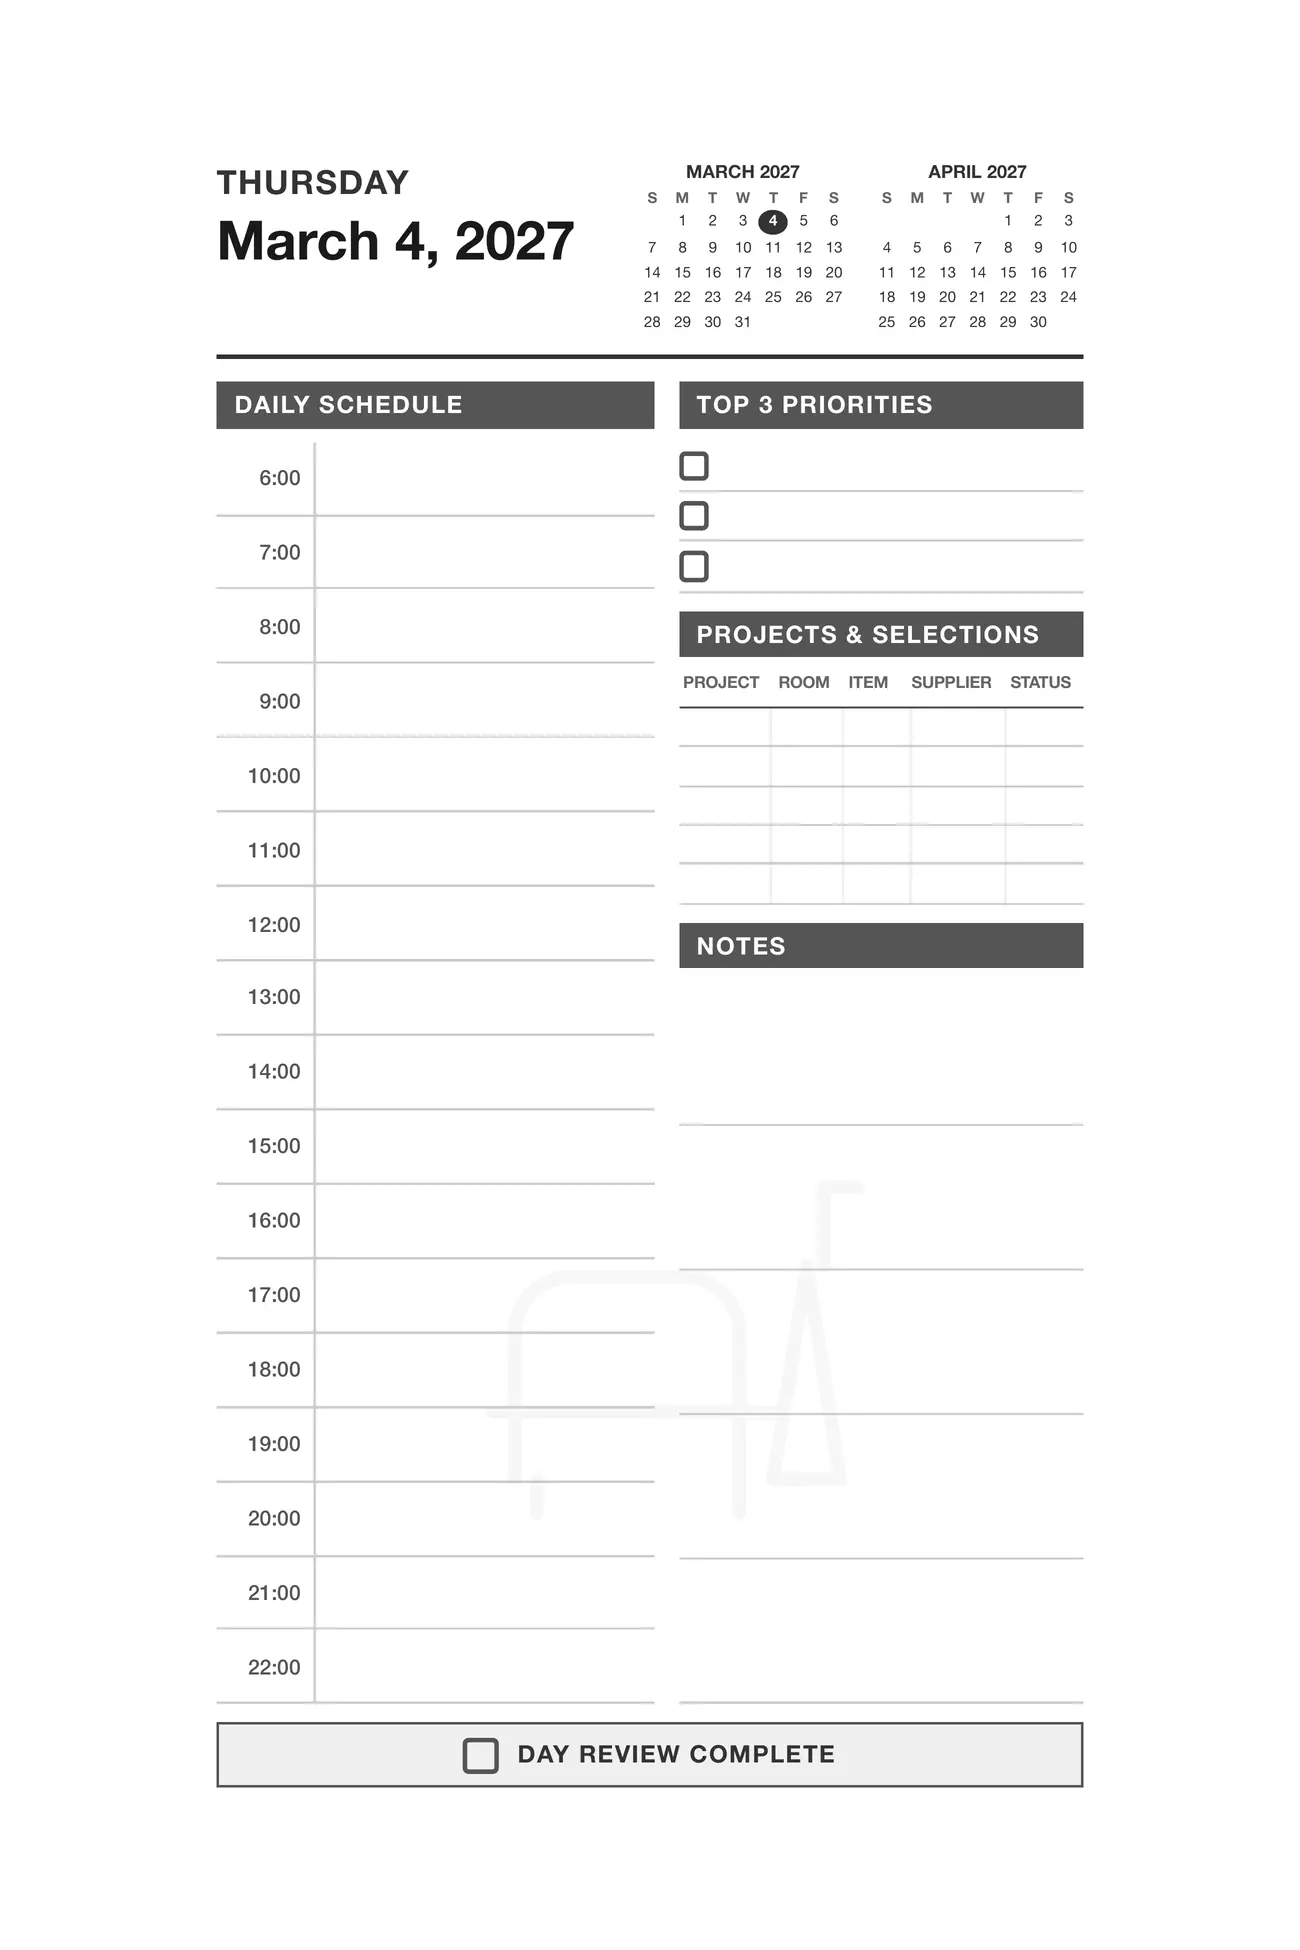 THURSDAY
March 4, 2027
MARCH 2027
S M T W T F S
1 2 3 4 5 6
7 8 9 10 11 12 13
14 15 16 17 18 19 20
21 22 23 24 25 26 27
28 29 30 31
APRIL 2027
S M T W T F S
1 2 3
4 5 6 7 8 9 10
11 12 13 14 15 16 17
18 19 20 21 22 23 24
25 26 27 28 29 30
DAILY SCHEDULE
6:00
7:00
8:00
9:00
10:00
11:00
12:00
13:00
14:00
15:00
16:00
17:00
18:00
19:00
20:00
21:00
22:00
TOP 3 PRIORITIES
PROJECTS & SELECTIONS
PROJECT ROOM ITEM SUPPLIER STATUS
NOTES
DAY REVIEW COMPLETE